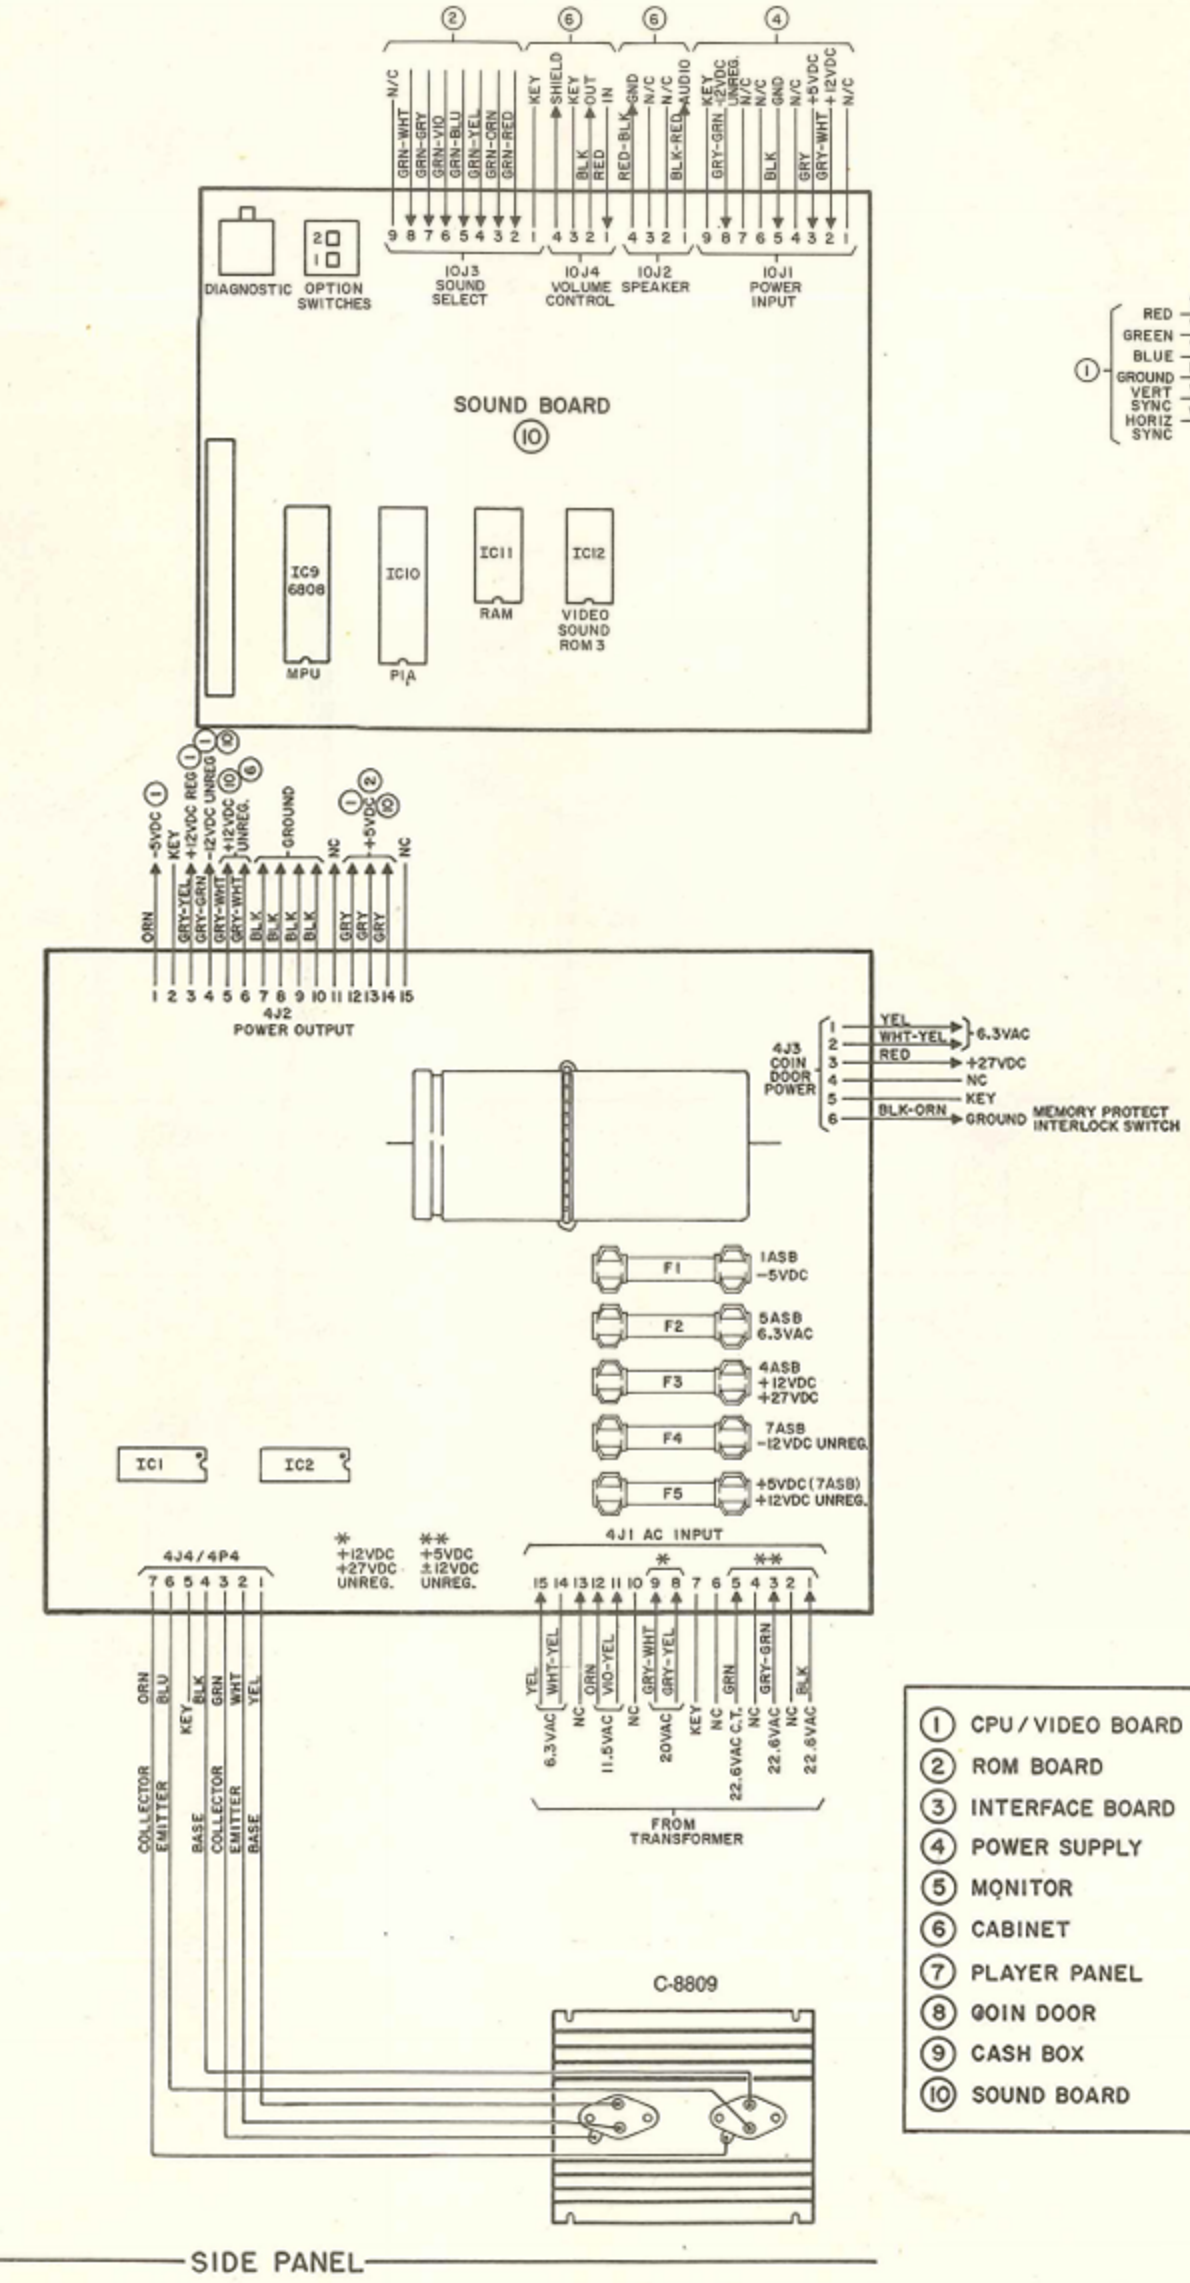 2 6 6 4
N/C GRN-WHT GRN-GRY GRN-VIO GRN-BLU GRN-YEL GRN-ORN GRN-RED KEY
SHIELD KEY BLK OUT RED IN
RED-BLK GND N/C N/C BLK-RED AUDIO
KEY GRY-GRN -12VDC UNREG. N/C N/C BLK GND N/C GRY +5VDC GRY-WHT +12VDC N/C
9 8 7 6 5 4 3 2 1 4 3 2 1 4 3 2 1 9 8 7 6 5 4 3 2 1
10J3
SOUND
SELECT
10J4
VOLUME
CONTROL
10J2
SPEAKER
10J1
POWER
INPUT
2
1
DIAGNOSTIC
OPTION
SWITCHES
1
RED
GREEN
BLUE
GROUND
VERT
SYNC
HORIZ
SYNC
SOUND BOARD
10
IC9
6808
MPU
IC10
PIA
IC11
RAM
IC12
VIDEO
SOUND
ROM 3
ORN -5VDC 1
KEY
GRY-YEL +12VDC REG 1
GRY-GRN -12VDC UNREG 1 10
GRY-WHT +12VDC 10
GRY-WHT UNREG. 6
BLK BLK BLK BLK GROUND
NC
GRY GRY GRY +5VDC 1 2 10
NC
1 2 3 4 5 6 7 8 9 10 11 12 13 14 15
4J2
POWER OUTPUT
4J3
COIN
DOOR
POWER
1 YEL
2 WHT-YEL 6.3VAC
3 RED +27VDC
4 NC
5 KEY
6 BLK-ORN GROUND MEMORY PROTECT
INTERLOCK SWITCH
F1 1ASB
-5VDC
F2 5ASB
6.3VAC
F3 4ASB
+12VDC
+27VDC
F4 7ASB
-12VDC UNREG.
F5 +5VDC (7ASB)
+12VDC UNREG.
IC1 IC2
4J4/4P4
7 6 5 4 3 2 1
*
+12VDC
+27VDC
UNREG.
**
+5VDC
±12VDC
UNREG.
4J1 AC INPUT
* **
15 14 13 12 11 10 9 8 7 6 5 4 3 2 1
ORN BLU KEY BLK GRN WHT YEL
COLLECTOR EMITTER BASE COLLECTOR EMITTER BASE
YEL WHT-YEL ORN VIO-YEL GRY-WHT GRY-YEL GRN GRY-GRN BLK
6.3VAC NC 11.5VAC NC 20VAC KEY NC 22.6VAC C.T. NC 22.6VAC NC 22.6VAC
FROM
TRANSFORMER
1 CPU/VIDEO BOARD
2 ROM BOARD
3 INTERFACE BOARD
4 POWER SUPPLY
5 MONITOR
6 CABINET
7 PLAYER PANEL
8 COIN DOOR
9 CASH BOX
10 SOUND BOARD
C-8809
SIDE PANEL